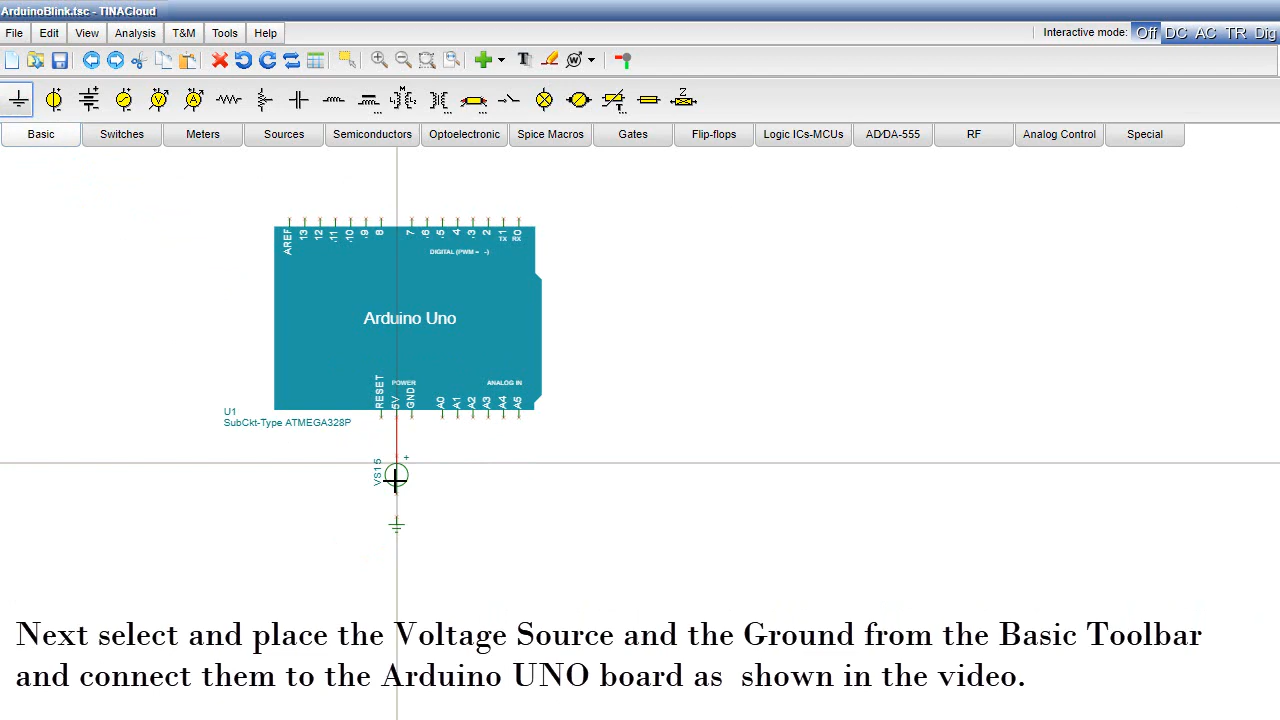 ArduinoBlink.tsc - TINACloud
File Edit View Analysis T&M Tools Help Interactive mode: Off DC AC TR Dig
Basic Switches Meters Sources Semiconductors Optoelectronic Spice Macros Gates Flip-flops Logic ICs-MCUs AD/DA-555 RF Analog Control Special
AREF 13 12 ~11 ~10 ~9 8 7 ~6 ~5 4 ~3 2 1 0
TX RX
DIGITAL (PWM = ~)
Arduino Uno
POWER ANALOG IN
RESET 5V GND A0 A1 A2 A3 A4 A5
U1
SubCkt-Type ATMEGA328P
VS1 5
+
Next select and place the Voltage Source and the Ground from the Basic Toolbar
and connect them to the Arduino UNO board as shown in the video.